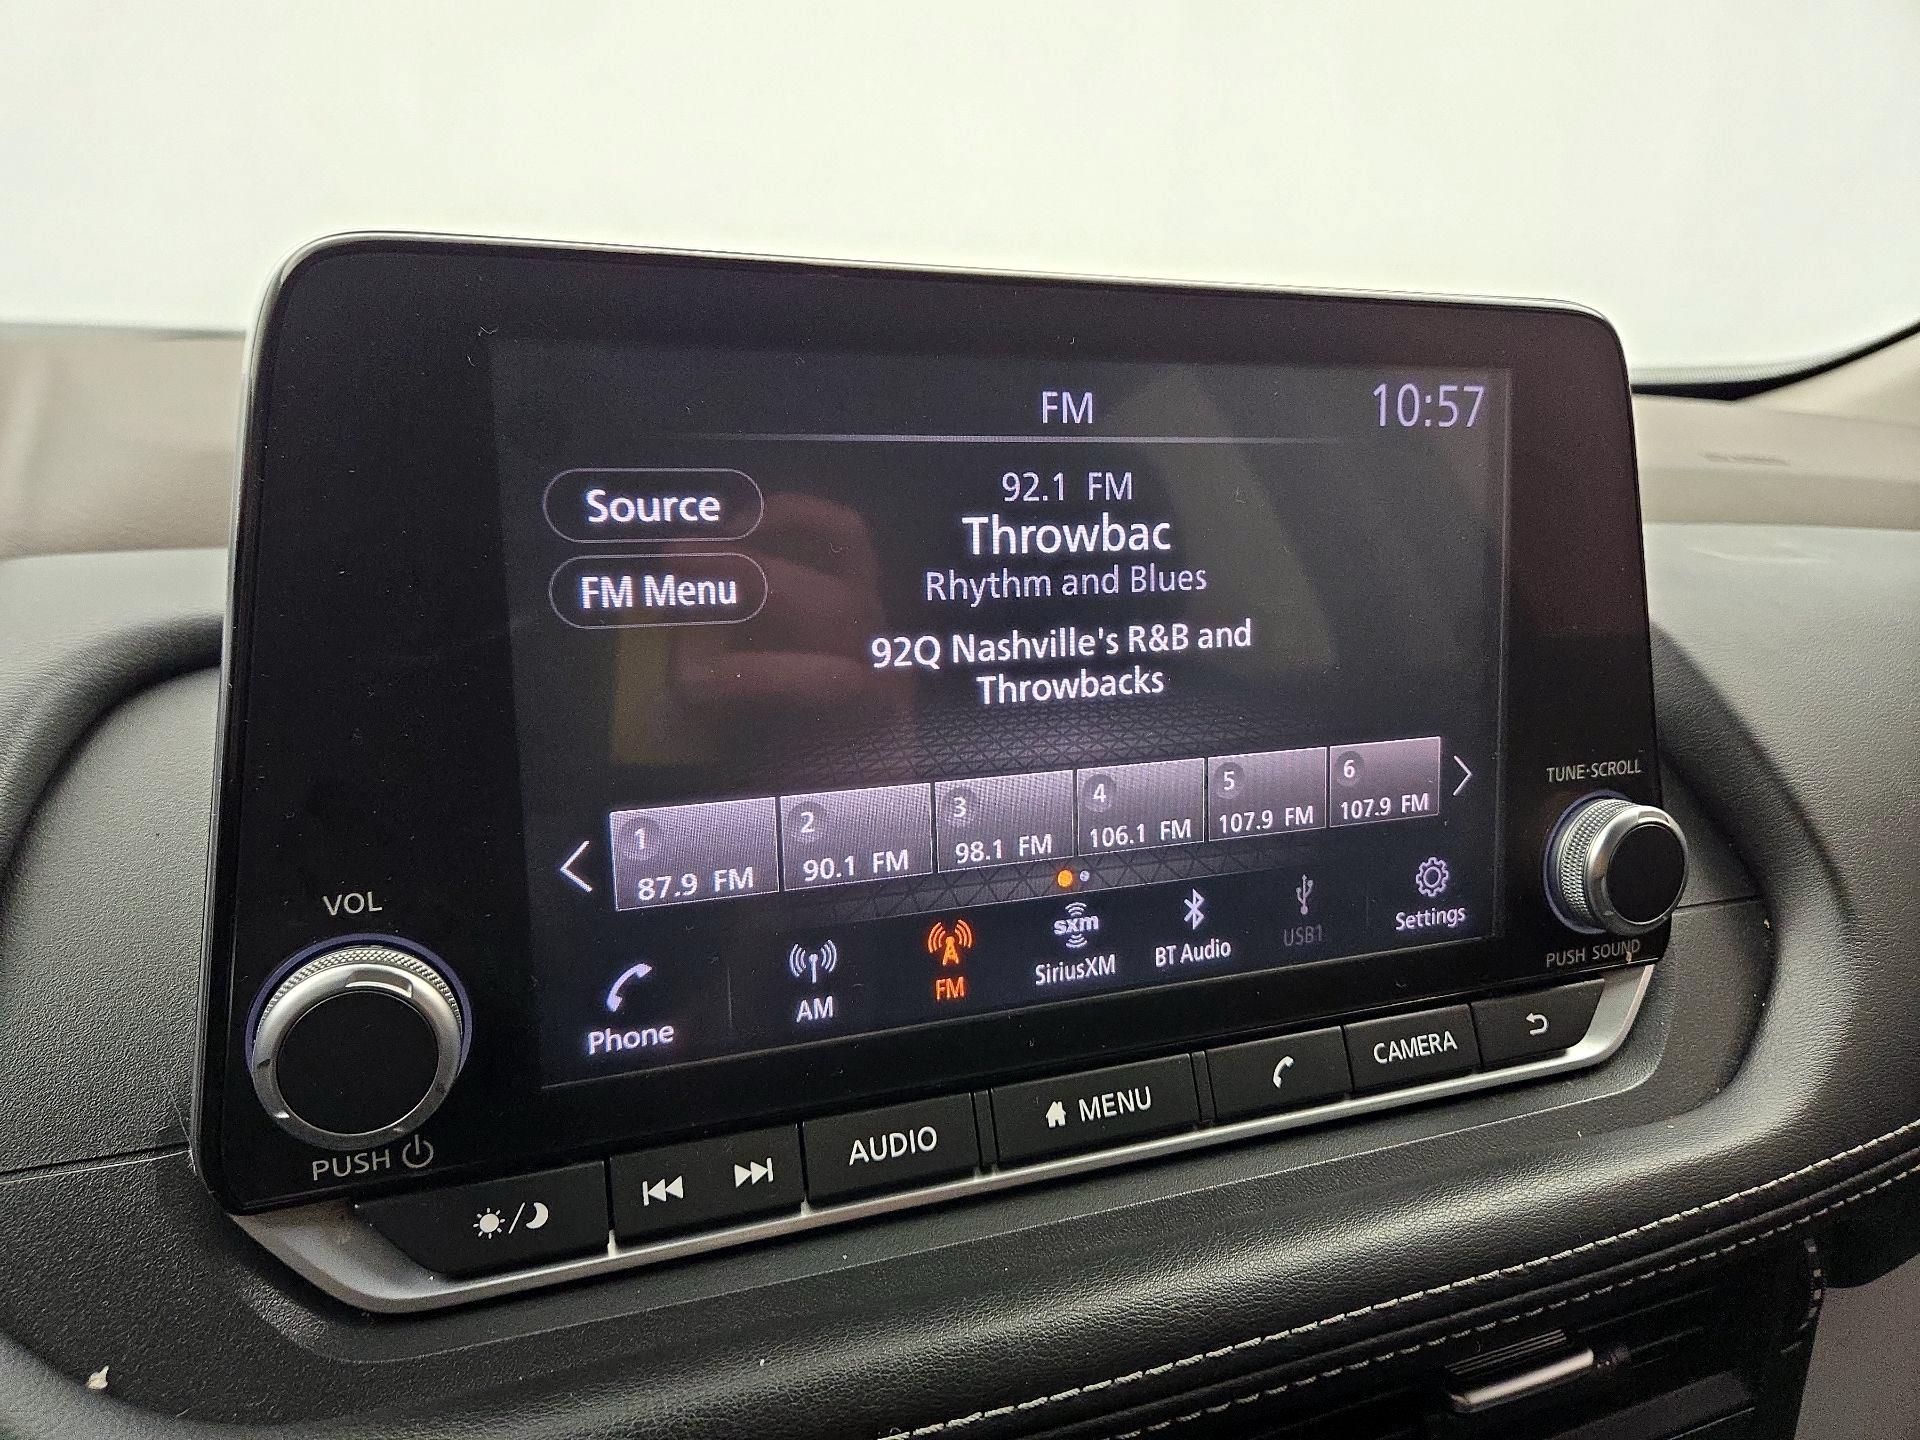 FM
10:57
Source
FM Menu
92.1 FM
Throwbac
Rhythm and Blues
92Q Nashville's R&B and
Throwbacks
1
87.9 FM
2
90.1 FM
3
98.1 FM
4
106.1 FM
5
107.9 FM
6
107.9 FM
Phone
AM
FM
sxm
SiriusXM
BT Audio
USB1
Settings
VOL
PUSH
TUNE·SCROLL
PUSH SOUND
AUDIO
MENU
CAMERA